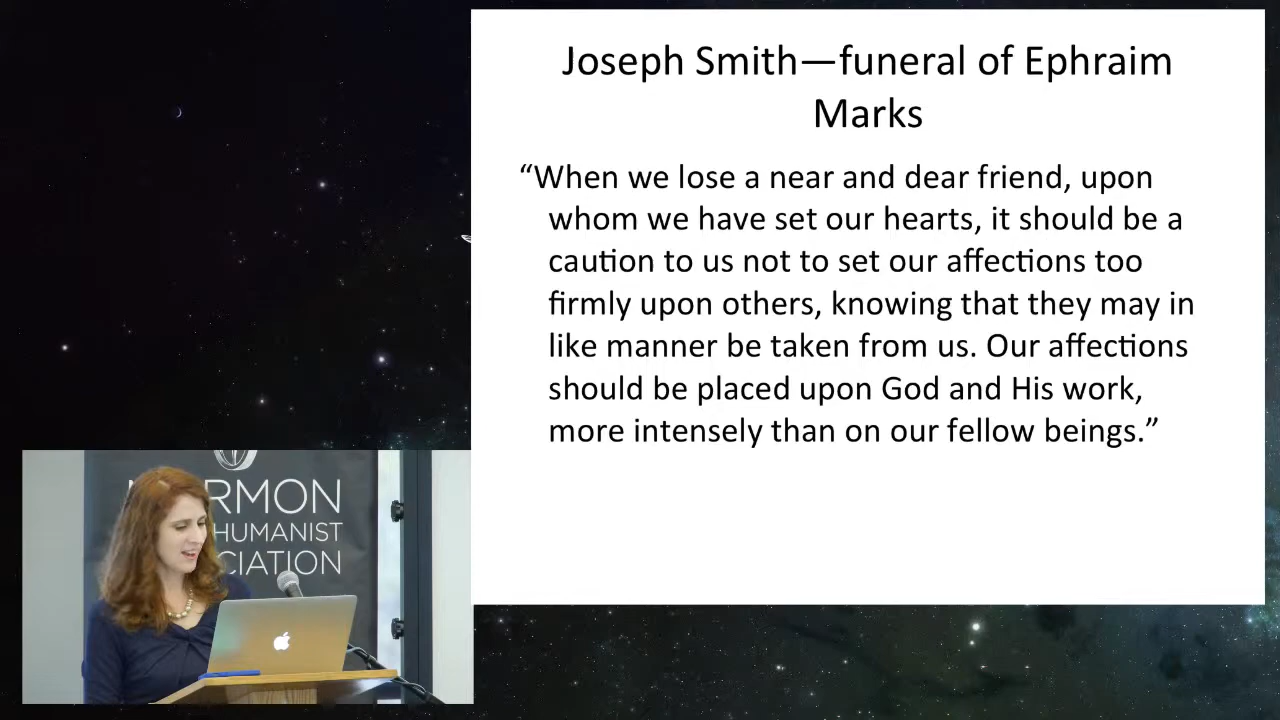 Joseph Smith—funeral of Ephraim
Marks
“When we lose a near and dear friend, upon
whom we have set our hearts, it should be a
caution to us not to set our affections too
firmly upon others, knowing that they may in
like manner be taken from us. Our affections
should be placed upon God and His work,
more intensely than on our fellow beings.”
RMON
HUMANIST
CIATION